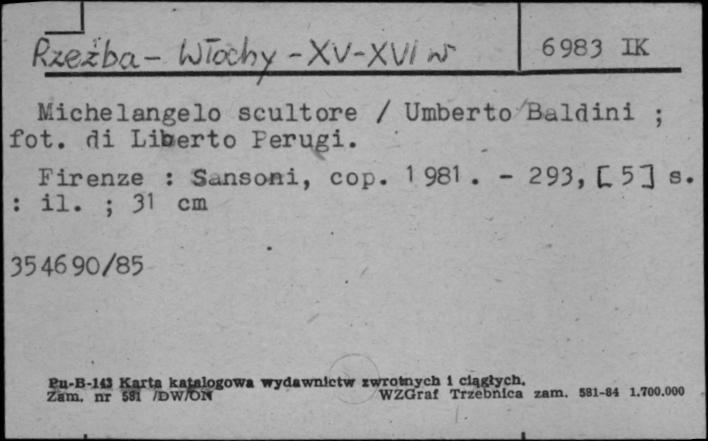 Rzeźba - Włochy - XV-XVI w
6983 IK
Michelangelo scultore / Umberto Baldini ;
fot. di Liberto Perugi.
Firenze : Sansoni, cop. 1981. - 293, [5] s.
: il. ; 31 cm
354690/85
Pu-B-143 Karta katalogowa wydawnictw zwrotnych i ciągłych.
Zam. nr 581 /DW/ON WZGraf Trzebnica zam. 581-84 1.700.000